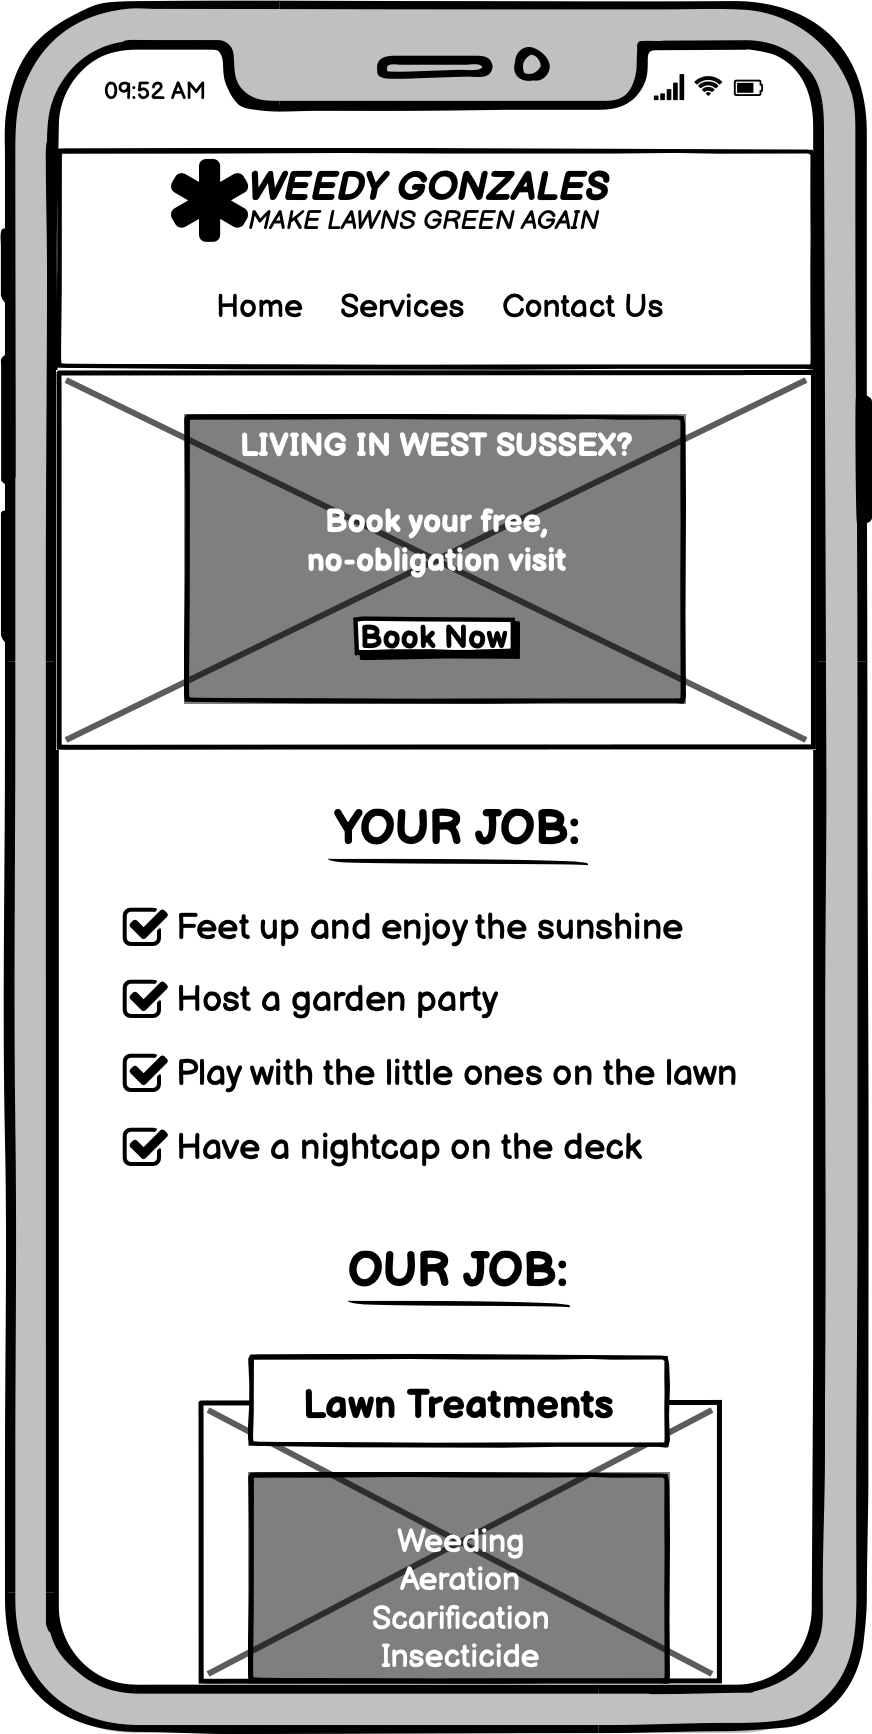 09:52 AM
WEEDY GONZALES
MAKE LAWNS GREEN AGAIN
Home Services Contact Us
LIVING IN WEST SUSSEX?
Book your free,
no-obligation visit
Book Now
YOUR JOB:
Feet up and enjoy the sunshine
Host a garden party
Play with the little ones on the lawn
Have a nightcap on the deck
OUR JOB:
Lawn Treatments
Weeding
Aeration
Scarification
Insecticide